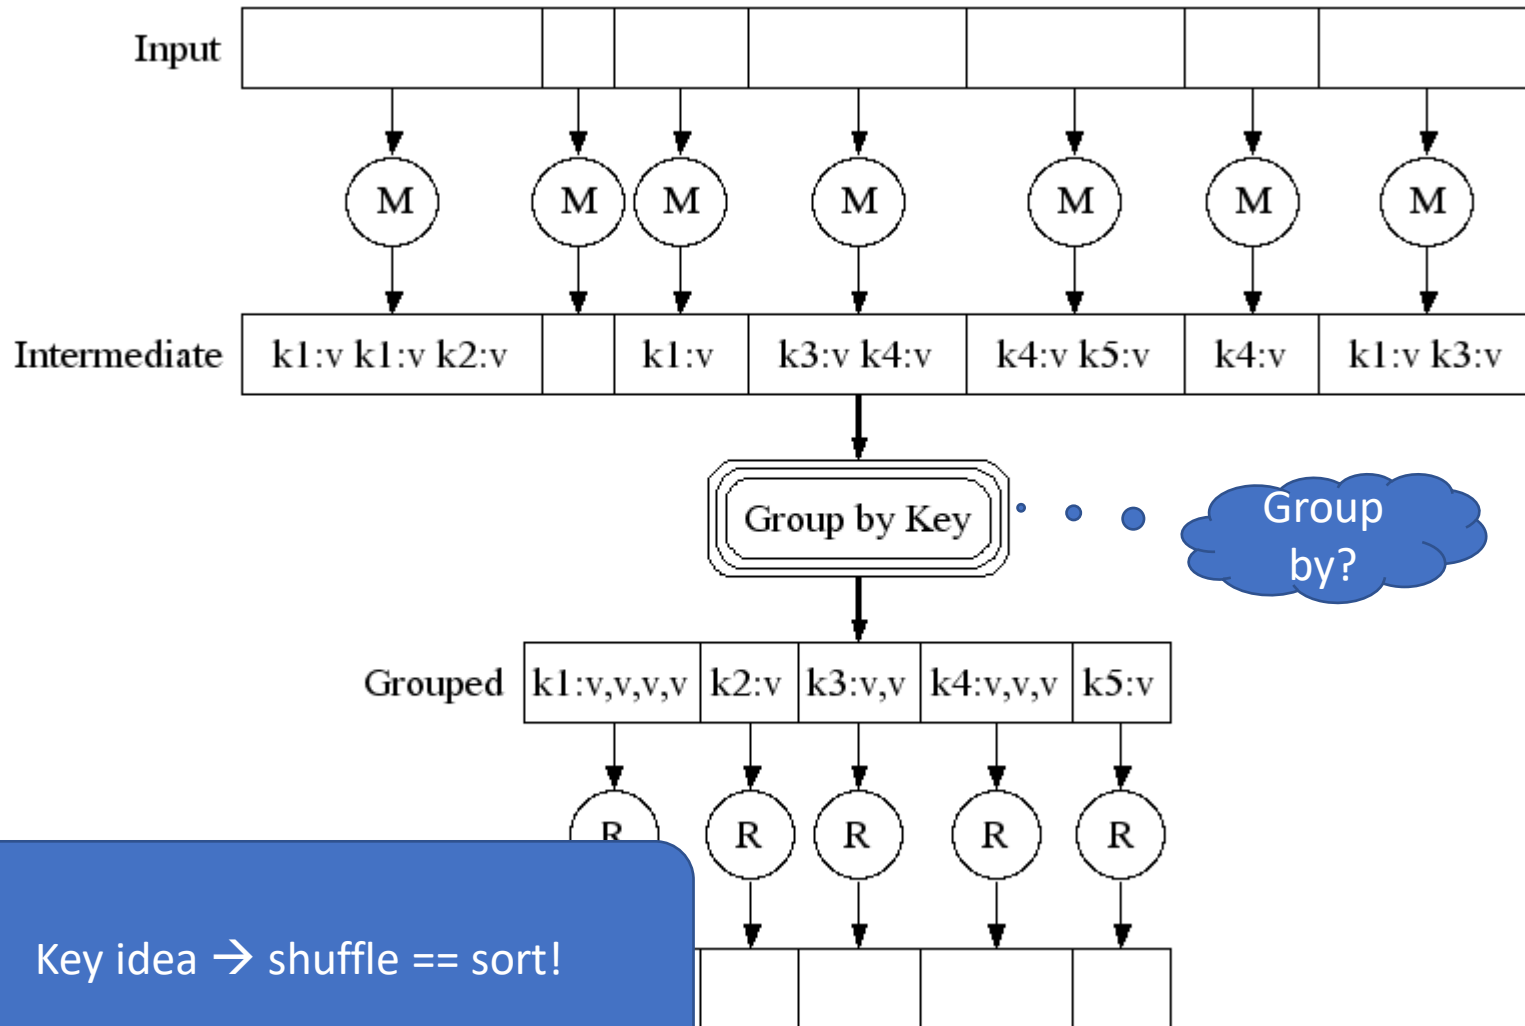 Input
M M M M M M M
Intermediate k1:v k1:v k2:v k1:v k3:v k4:v k4:v k5:v k4:v k1:v k3:v
Group by Key
Group
by?
Grouped k1:v,v,v,v k2:v k3:v,v k4:v,v,v k5:v
R R R R R
Key idea → shuffle == sort!